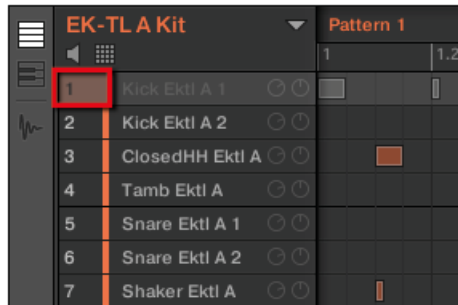 EK-TL A Kit
Pattern 1
1
1.2
1 Kick Ektl A 1
2 Kick Ektl A 2
3 ClosedHH Ektl A
4 Tamb Ektl A
5 Snare Ektl A 1
6 Snare Ektl A 2
7 Shaker Ektl A